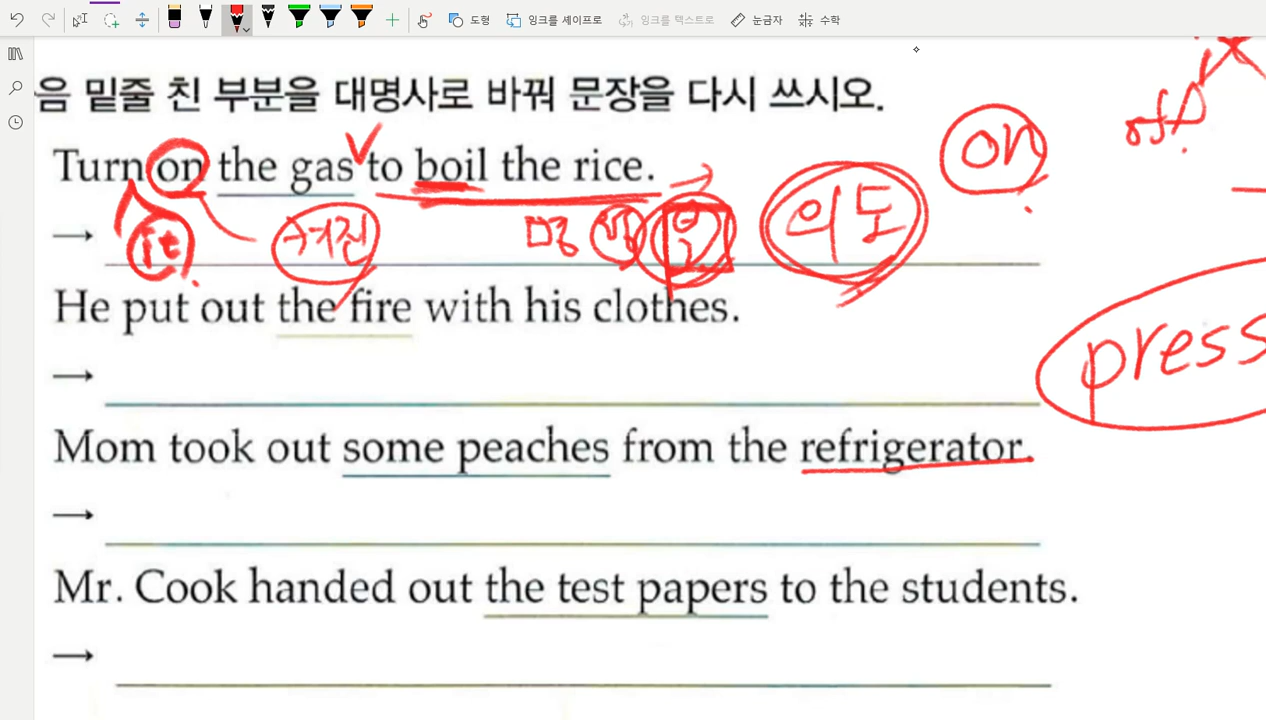 도형 잉크를 셰이프로 잉크를 텍스트로 눈금자 수학
음 밑줄 친 부분을 대명사로 바꿔 문장을 다시 쓰시오.
off
on
Turn on the gas to boil the rice.
→
it 켜진 의도
He put out the fire with his clothes.
press
→
Mom took out some peaches from the refrigerator.
→
Mr. Cook handed out the test papers to the students.
→